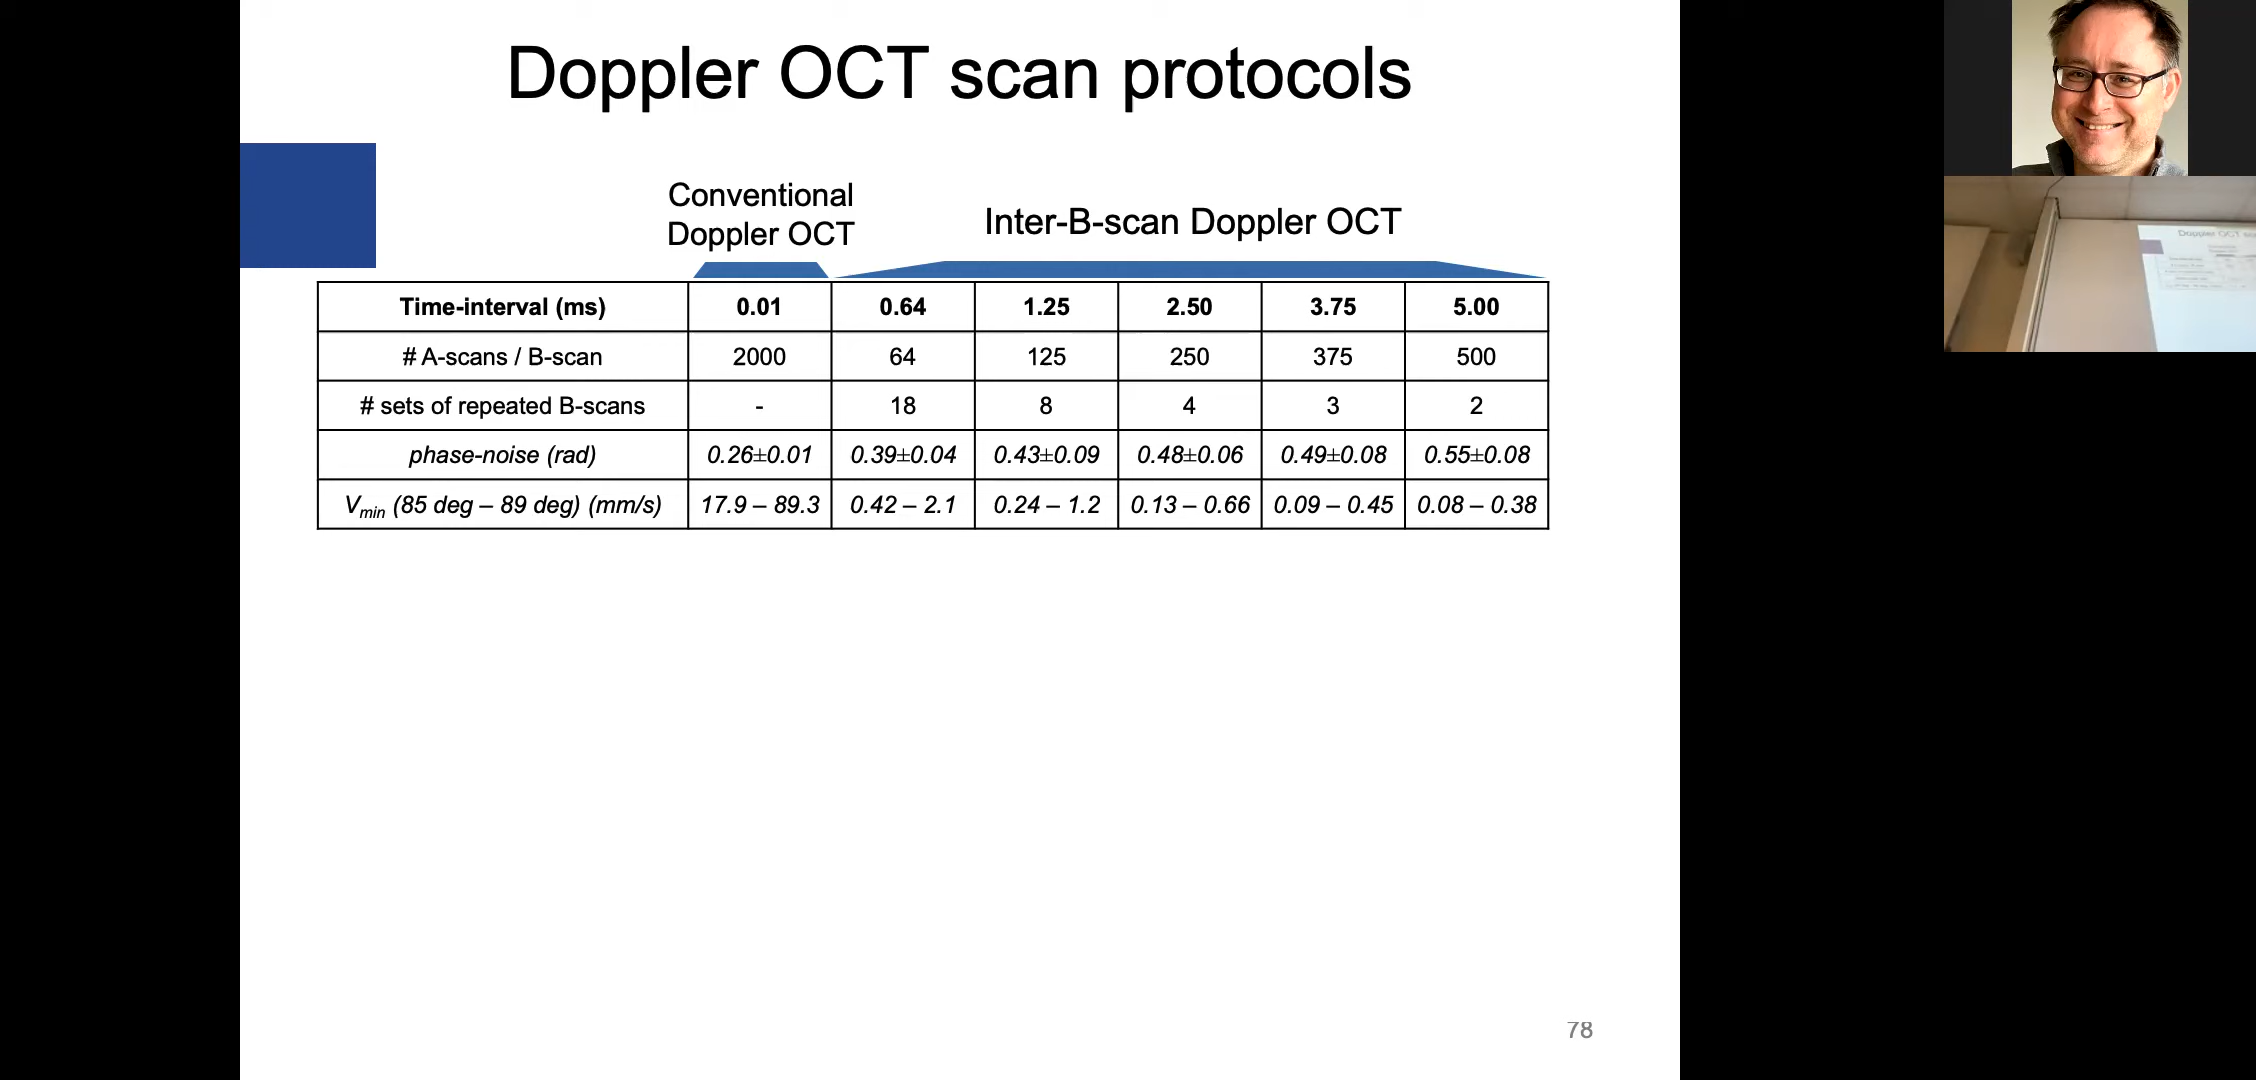 Doppler OCT scan protocols
Conventional
Doppler OCT
Inter-B-scan Doppler OCT
Time-interval (ms) 0.01 0.64 1.25 2.50 3.75 5.00
# A-scans / B-scan 2000 64 125 250 375 500
# sets of repeated B-scans - 18 8 4 3 2
phase-noise (rad) 0.26±0.01 0.39±0.04 0.43±0.09 0.48±0.06 0.49±0.08 0.55±0.08
Vmin (85 deg – 89 deg) (mm/s) 17.9 – 89.3 0.42 – 2.1 0.24 – 1.2 0.13 – 0.66 0.09 – 0.45 0.08 – 0.38
78
Doppler OCT